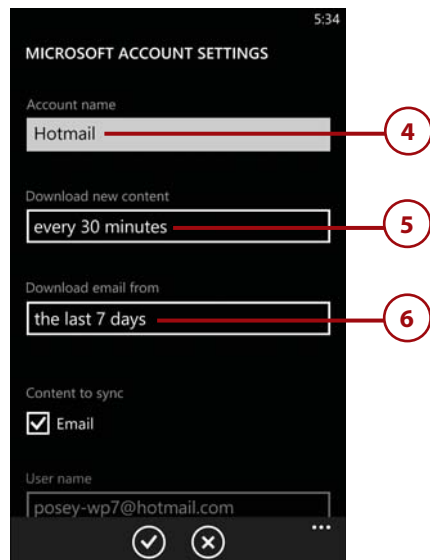 5:34
MICROSOFT ACCOUNT SETTINGS
Account name
Hotmail
4
Download new content
every 30 minutes
5
Download email from
the last 7 days
6
Content to sync
Email
User name
posey-wp7@hotmail.com